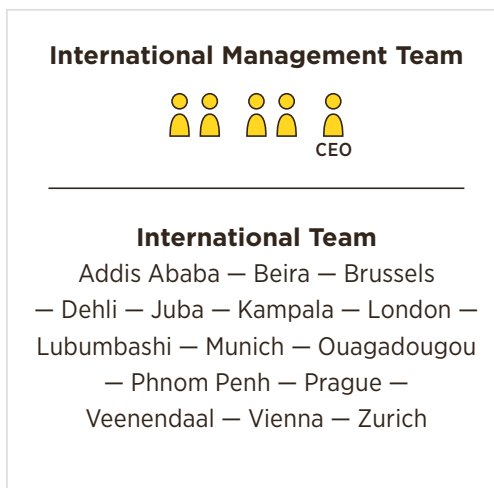 International Management Team
CEO
International Team
Addis Ababa — Beira — Brussels
— Dehli — Juba — Kampala — London —
Lubumbashi — Munich — Ouagadougou
— Phnom Penh — Prague —
Veenendaal — Vienna — Zurich